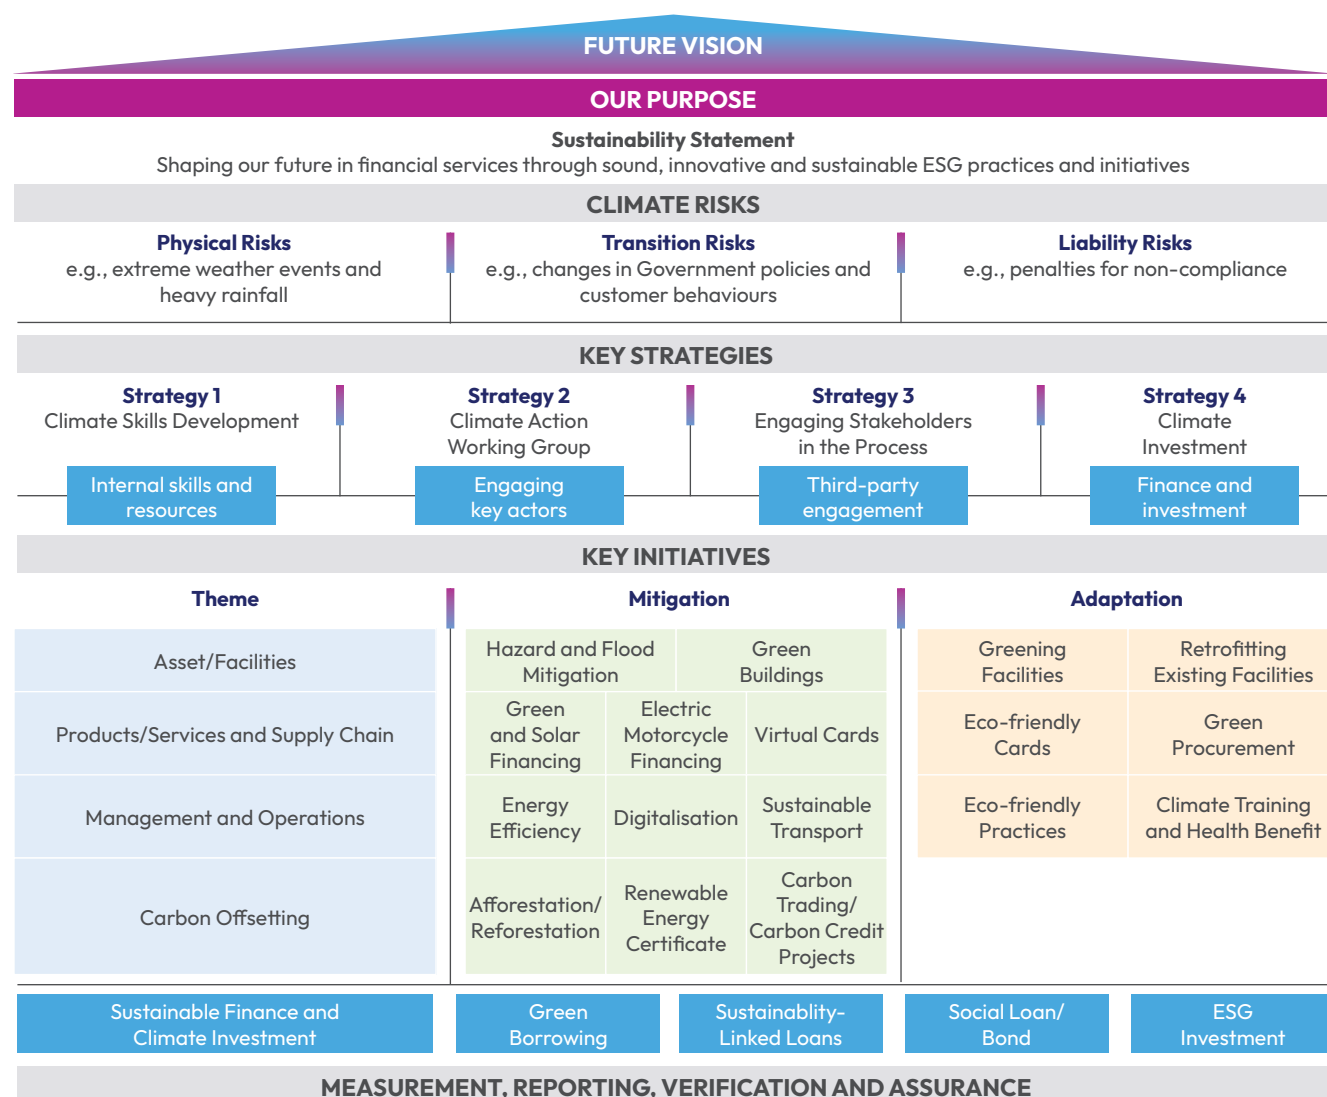 FUTURE VISION
OUR PURPOSE
Sustainability Statement
Shaping our future in financial services through sound, innovative and sustainable ESG practices and initiatives
CLIMATE RISKS
Physical Risks
e.g., extreme weather events and
heavy rainfall
Transition Risks
e.g., changes in Government policies and
customer behaviours
Liability Risks
e.g., penalties for non-compliance
KEY STRATEGIES
Strategy 1
Climate Skills Development
Internal skills and
resources
Strategy 2
Climate Action
Working Group
Engaging
key actors
Strategy 3
Engaging Stakeholders
in the Process
Third-party
engagement
Strategy 4
Climate
Investment
Finance and
investment
KEY INITIATIVES
Theme
Mitigation
Adaptation
Asset/Facilities
Hazard and Flood
Mitigation
Green
Buildings
Greening
Facilities
Retrofitting
Existing Facilities
Products/Services and Supply Chain
Green
and Solar
Financing
Electric
Motorcycle
Financing
Virtual Cards
Eco-friendly
Cards
Green
Procurement
Management and Operations
Energy
Efficiency
Digitalisation
Sustainable
Transport
Eco-friendly
Practices
Climate Training
and Health Benefit
Carbon Offsetting
Afforestation/
Reforestation
Renewable
Energy
Certificate
Carbon
Trading/
Carbon Credit
Projects
Sustainable Finance and
Climate Investment
Green
Borrowing
Sustainablity-
Linked Loans
Social Loan/
Bond
ESG
Investment
MEASUREMENT, REPORTING, VERIFICATION AND ASSURANCE